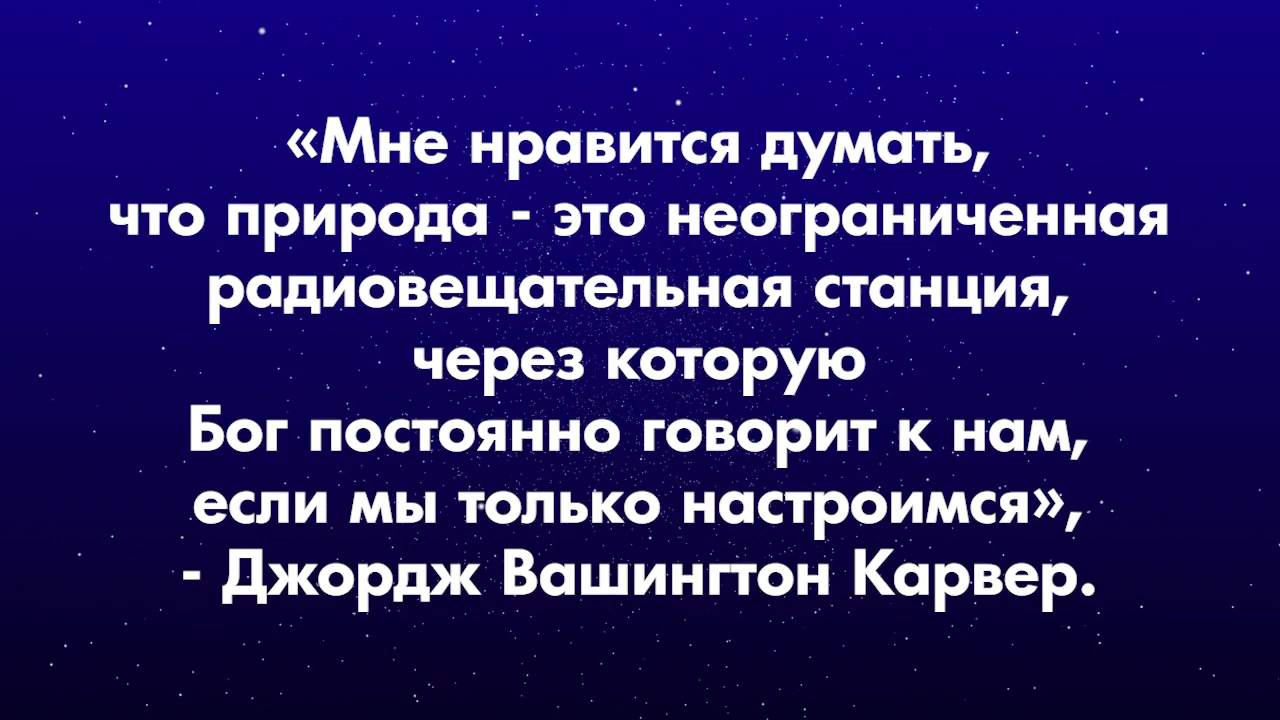 «Мне нравится думать,
что природа - это неограниченная
радиовещательная станция,
через которую
Бог постоянно говорит к нам,
если мы только настроимся»,
- Джордж Вашингтон Карвер.